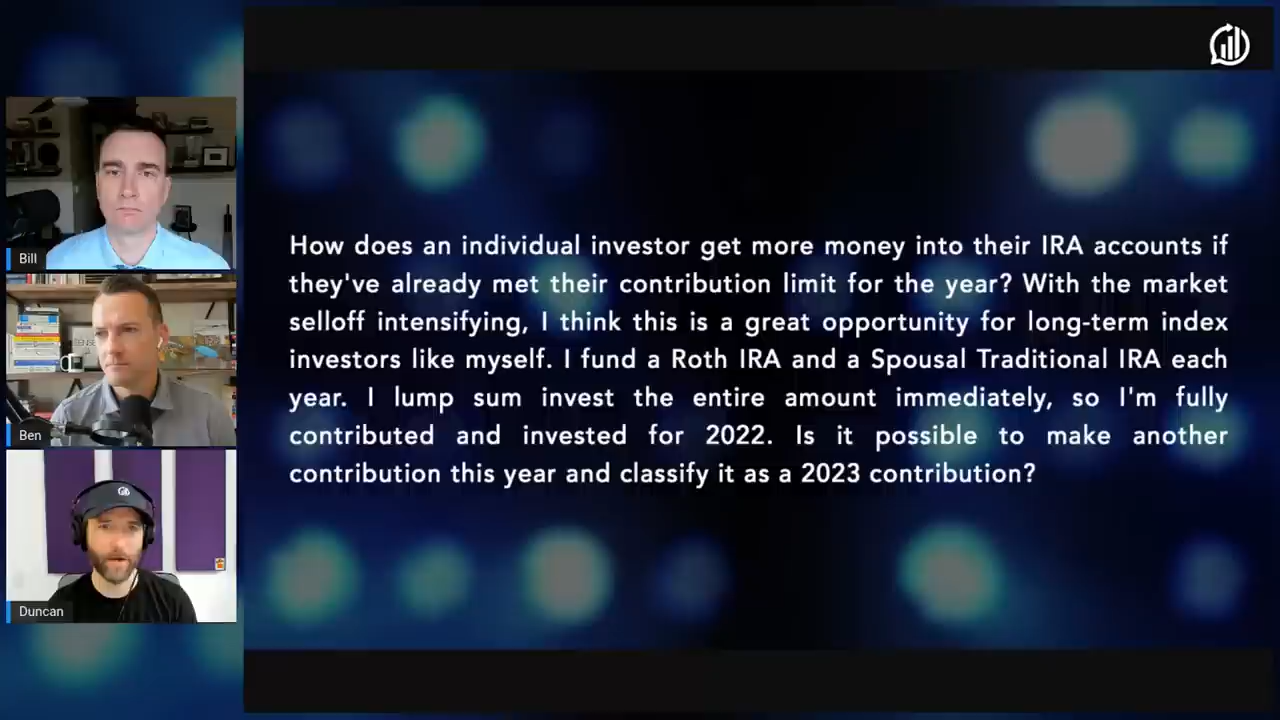 How does an individual investor get more money into their IRA accounts if
they've already met their contribution limit for the year? With the market
selloff intensifying, I think this is a great opportunity for long-term index
investors like myself. I fund a Roth IRA and a Spousal Traditional IRA each
year. I lump sum invest the entire amount immediately, so I'm fully
contributed and invested for 2022. Is it possible to make another
contribution this year and classify it as a 2023 contribution?
Bill
Ben
Duncan